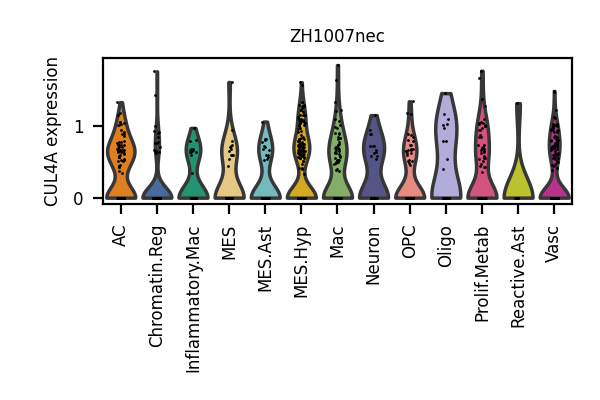 ZH1007nec
CUL4A expression
1
0
AC
Chromatin.Reg
Inflammatory.Mac
MES
MES.Ast
MES.Hyp
Mac
Neuron
OPC
Oligo
Prolif.Metab
Reactive.Ast
Vasc